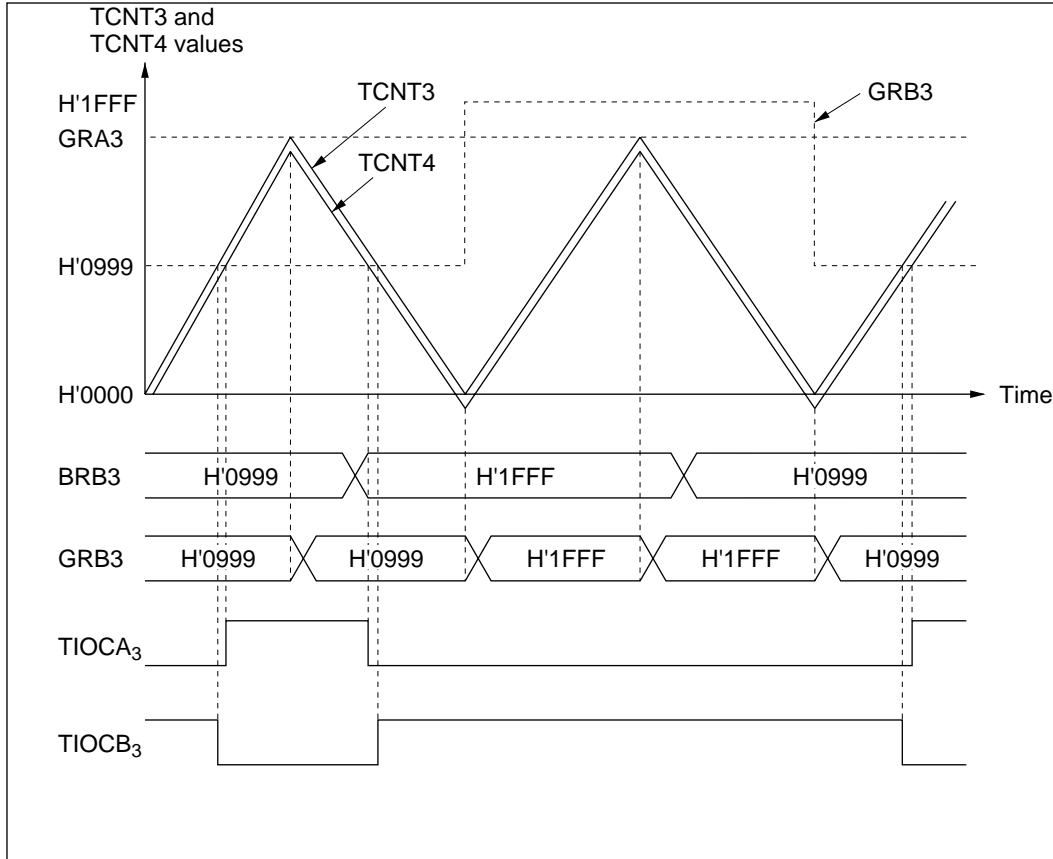 TCNT3 and
TCNT4 values
H'1FFF
GRA3
H'0999
H'0000
TCNT3
TCNT4
GRB3
Time
BRB3 H'0999 H'1FFF H'0999
GRB3 H'0999 H'0999 H'1FFF H'1FFF H'0999
TIOCA3
TIOCB3